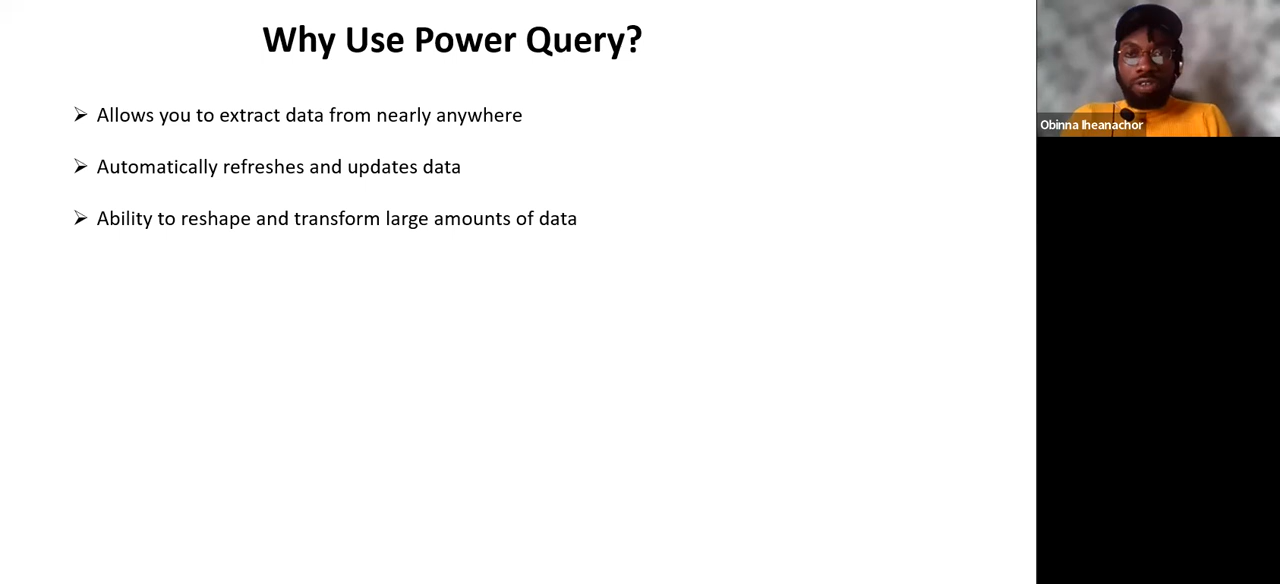 Why Use Power Query?
Allows you to extract data from nearly anywhere
Automatically refreshes and updates data
Ability to reshape and transform large amounts of data
Obinna Iheanachor